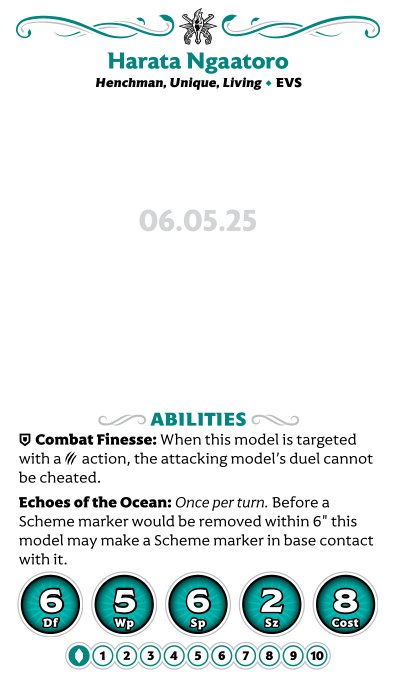 Harata Ngaatoro
Henchman, Unique, Living ♦ EVS
06.05.25
ABILITIES
Combat Finesse: When this model is targeted
with a action, the attacking model's duel cannot
be cheated.
Echoes of the Ocean: Once per turn. Before a
Scheme marker would be removed within 6" this
model may make a Scheme marker in base contact
with it.
6 5 6 2 8
Df Wp Sp Sz Cost
1 2 3 4 5 6 7 8 9 10